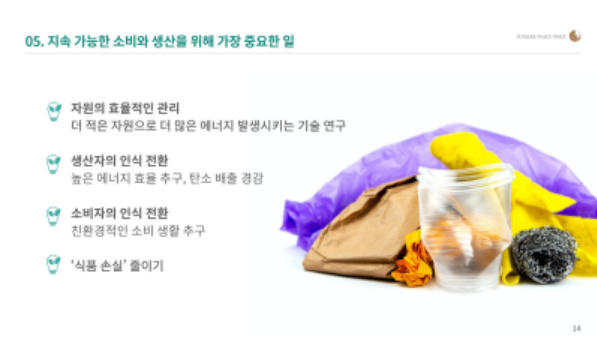 05. 지속 가능한 소비와 생산을 위해 가장 중요한 일
자원의 효율적인 관리
더 적은 자원으로 더 많은 에너지 발생시키는 기술 연구
생산자의 인식 전환
높은 에너지 효율 추구, 탄소 배출 경감
소비자의 인식 전환
친환경적인 소비 생활 추구
‘식품 손실’ 줄이기
14